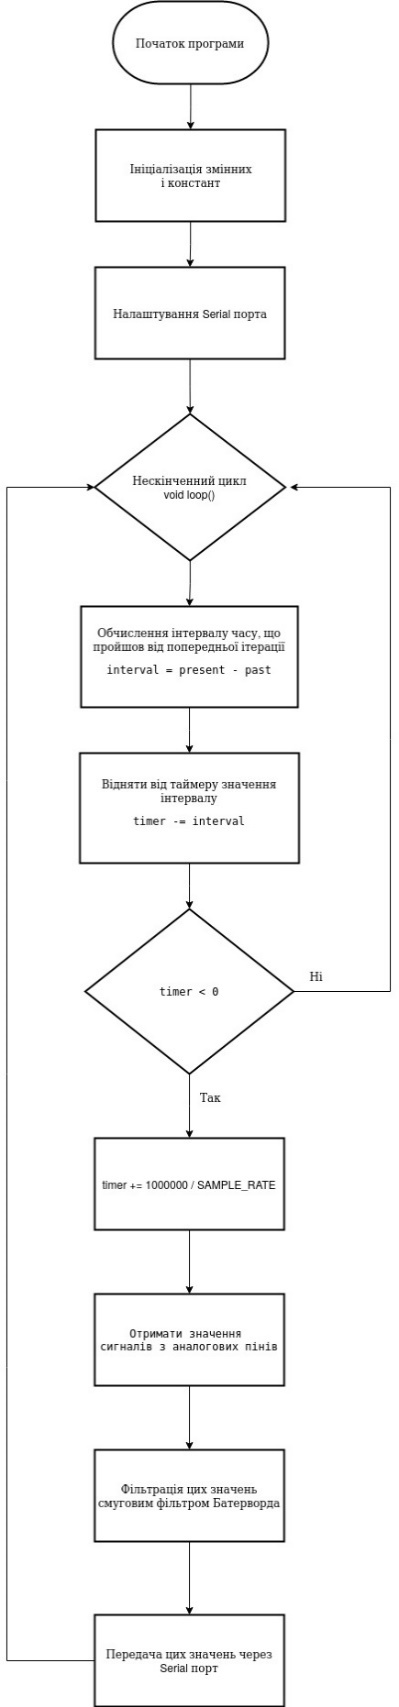 Початок програми
Ініціалізація змінних
і констант
Налаштування Serial порта
Нескінченний цикл
void loop()
Обчислення інтервалу часу, що
пройшов від попередньої ітерації
interval = present - past
Відняти від таймеру значення
інтервалу
timer -= interval
timer < 0
Ні
Так
timer += 1000000 / SAMPLE_RATE
Отримати значення
сигналів з аналогових пінів
Фільтрація цих значень
смуговим фільтром Батерворда
Передача цих значень через
Serial порт